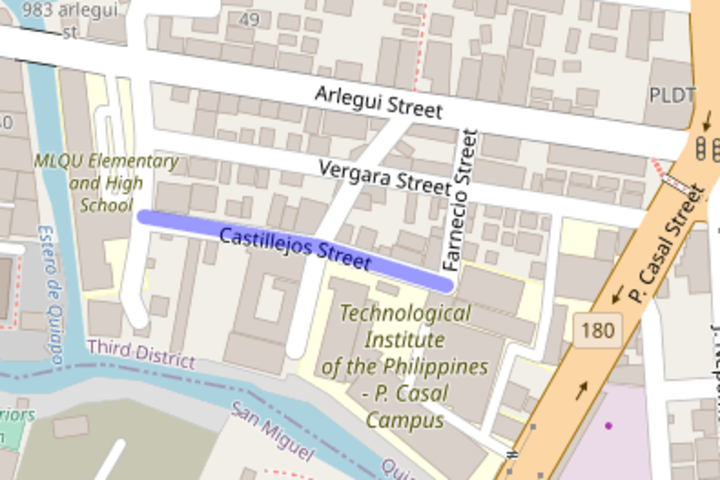 983 arlegui
st
49
PLDT
Arlegui Street
Vergara Street
MLQU Elementary
and High
School
Farnecio Street
P. Casal Street
Castillejos Street
Estero de Quiapo
Technological
Institute
of the Philippines
- P. Casal
Campus
180
Third District
San Miguel
Quia